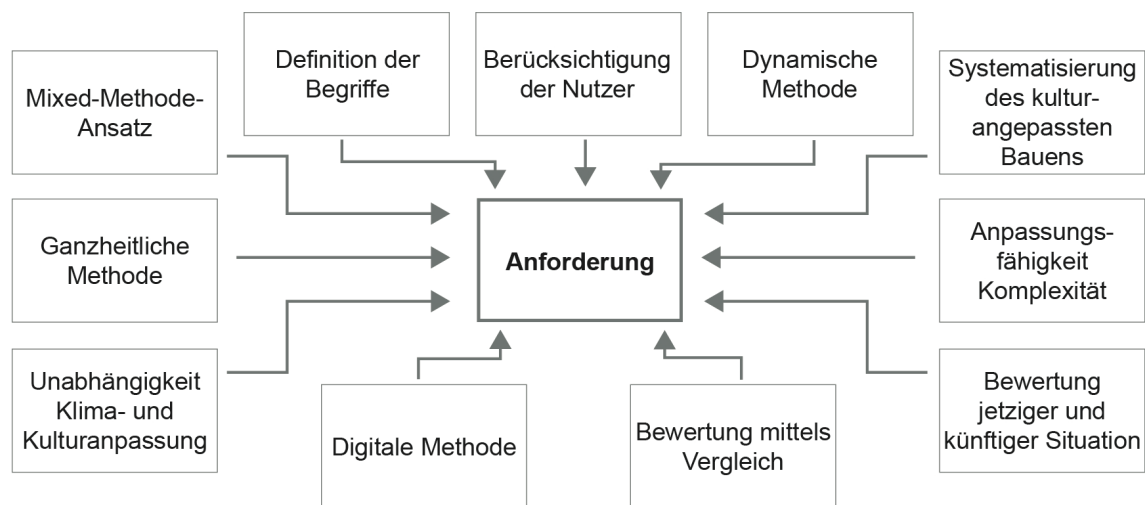 Mixed-Methode-
Ansatz
Definition der
Begriffe
Berücksichtigung
der Nutzer
Dynamische
Methode
Systematisierung
des kultur-
angepassten
Bauens
Ganzheitliche
Methode
Anforderung
Anpassungs-
fähigkeit
Komplexität
Unabhängigkeit
Klima- und
Kulturanpassung
Digitale Methode
Bewertung mittels
Vergleich
Bewertung
jetziger und
künftiger Situation